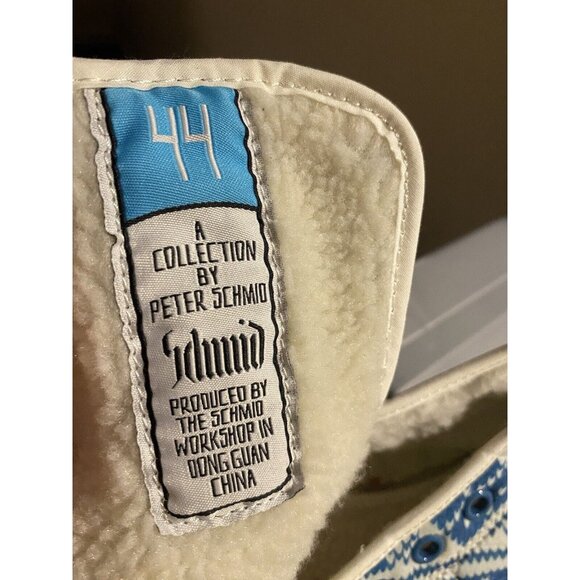 44
A
COLLECTION
BY
PETER SCHMID
Schmid
PRODUCED BY
THE SCHMID
WORKSHOP IN
DONG GUAN
CHINA